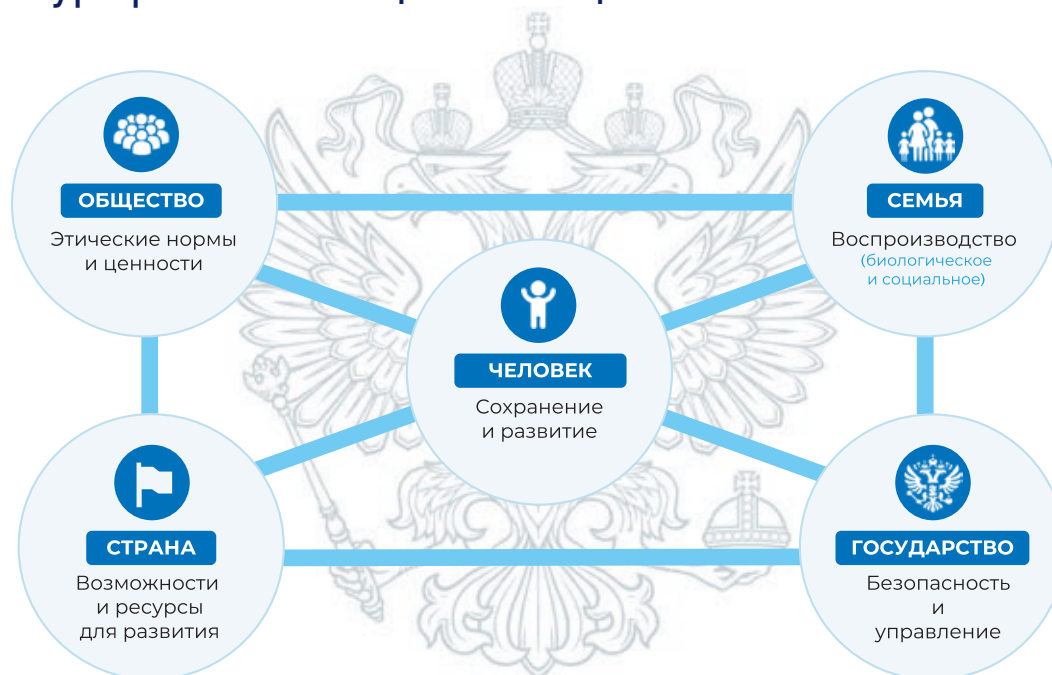 ОБЩЕСТВО
Этические нормы
и ценности
СЕМЬЯ
Воспроизводство
(биологическое
и социальное)
ЧЕЛОВЕК
Сохранение
и развитие
СТРАНА
Возможности
и ресурсы
для развития
ГОСУДАРСТВО
Безопасность
и
управление